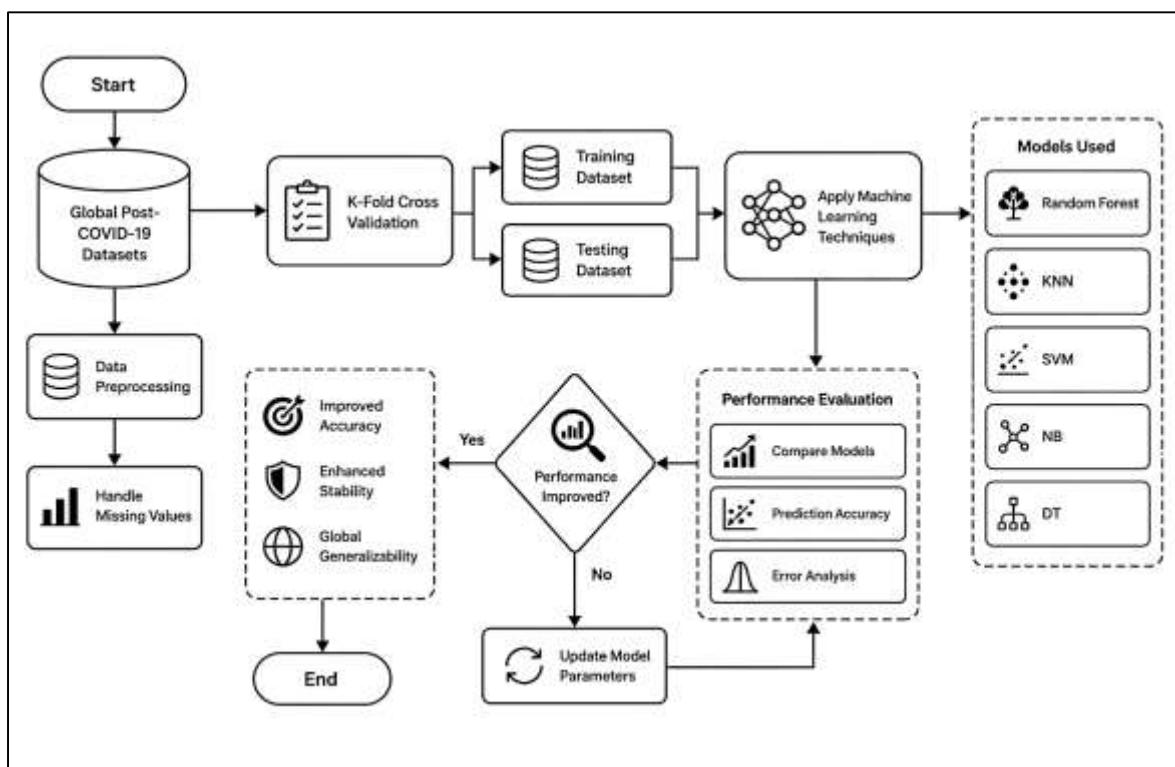 Start
Global Post-
COVID-19
Datasets
Data
Preprocessing
Handle
Missing Values
K-Fold Cross
Validation
Training
Dataset
Testing
Dataset
Apply Machine
Learning
Techniques
Models Used
Random Forest
KNN
SVM
NB
DT
Performance Evaluation
Compare Models
Prediction Accuracy
Error Analysis
Performance
Improved?
Yes
No
Improved
Accuracy
Enhanced
Stability
Global
Generalizability
Update Model
Parameters
End